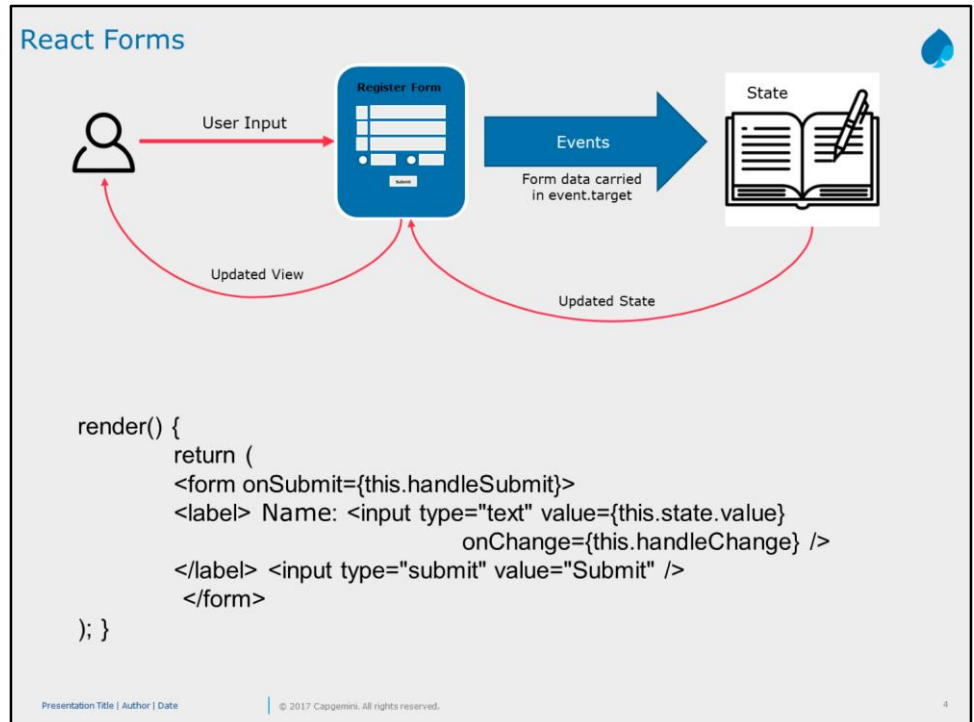 React Forms
User Input
Register Form
Submit
Events
Form data carried
in event.target
State
Updated View
Updated State
render() {
return (
<form onSubmit={this.handleSubmit}>
<label> Name: <input type="text" value={this.state.value}
onChange={this.handleChange} />
</label> <input type="submit" value="Submit" />
</form>
); }
Presentation Title | Author | Date
© 2017 Capgemini. All rights reserved.
4